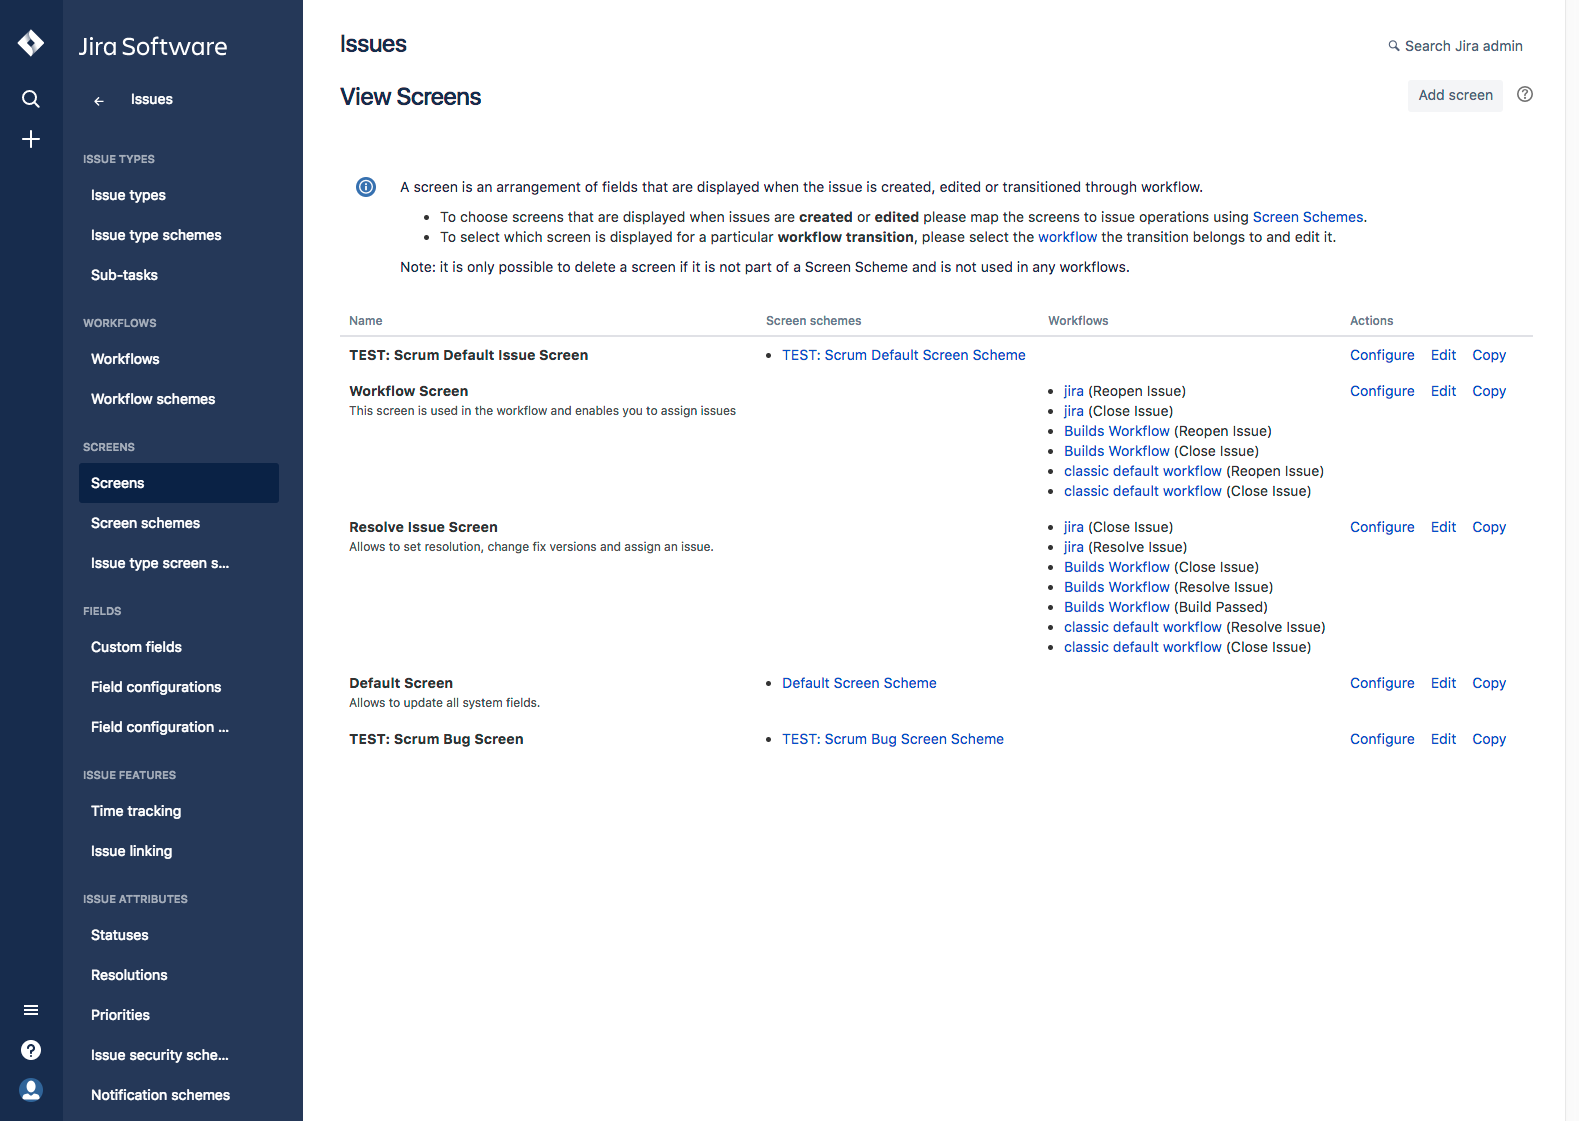 Jira Software
Issues
ISSUE TYPES
Issue types
Issue type schemes
Sub-tasks
WORKFLOWS
Workflows
Workflow schemes
SCREENS
Screens
Screen schemes
Issue type screen s...
FIELDS
Custom fields
Field configurations
Field configuration ...
ISSUE FEATURES
Time tracking
Issue linking
ISSUE ATTRIBUTES
Statuses
Resolutions
Priorities
Issue security sche...
Notification schemes
Issues
Search Jira admin
View Screens
Add screen
A screen is an arrangement of fields that are displayed when the issue is created, edited or transitioned through workflow.
• To choose screens that are displayed when issues are created or edited please map the screens to issue operations using Screen Schemes.
• To select which screen is displayed for a particular workflow transition, please select the workflow the transition belongs to and edit it.
Note: it is only possible to delete a screen if it is not part of a Screen Scheme and is not used in any workflows.
Name Screen schemes Workflows Actions
TEST: Scrum Default Issue Screen • TEST: Scrum Default Screen Scheme Configure Edit Copy
Workflow Screen • jira (Reopen Issue) Configure Edit Copy
This screen is used in the workflow and enables you to assign issues • jira (Close Issue)
• Builds Workflow (Reopen Issue)
• Builds Workflow (Close Issue)
• classic default workflow (Reopen Issue)
• classic default workflow (Close Issue)
Resolve Issue Screen • jira (Close Issue) Configure Edit Copy
Allows to set resolution, change fix versions and assign an issue. • jira (Resolve Issue)
• Builds Workflow (Close Issue)
• Builds Workflow (Resolve Issue)
• Builds Workflow (Build Passed)
• classic default workflow (Resolve Issue)
• classic default workflow (Close Issue)
Default Screen • Default Screen Scheme Configure Edit Copy
Allows to update all system fields.
TEST: Scrum Bug Screen • TEST: Scrum Bug Screen Scheme Configure Edit Copy